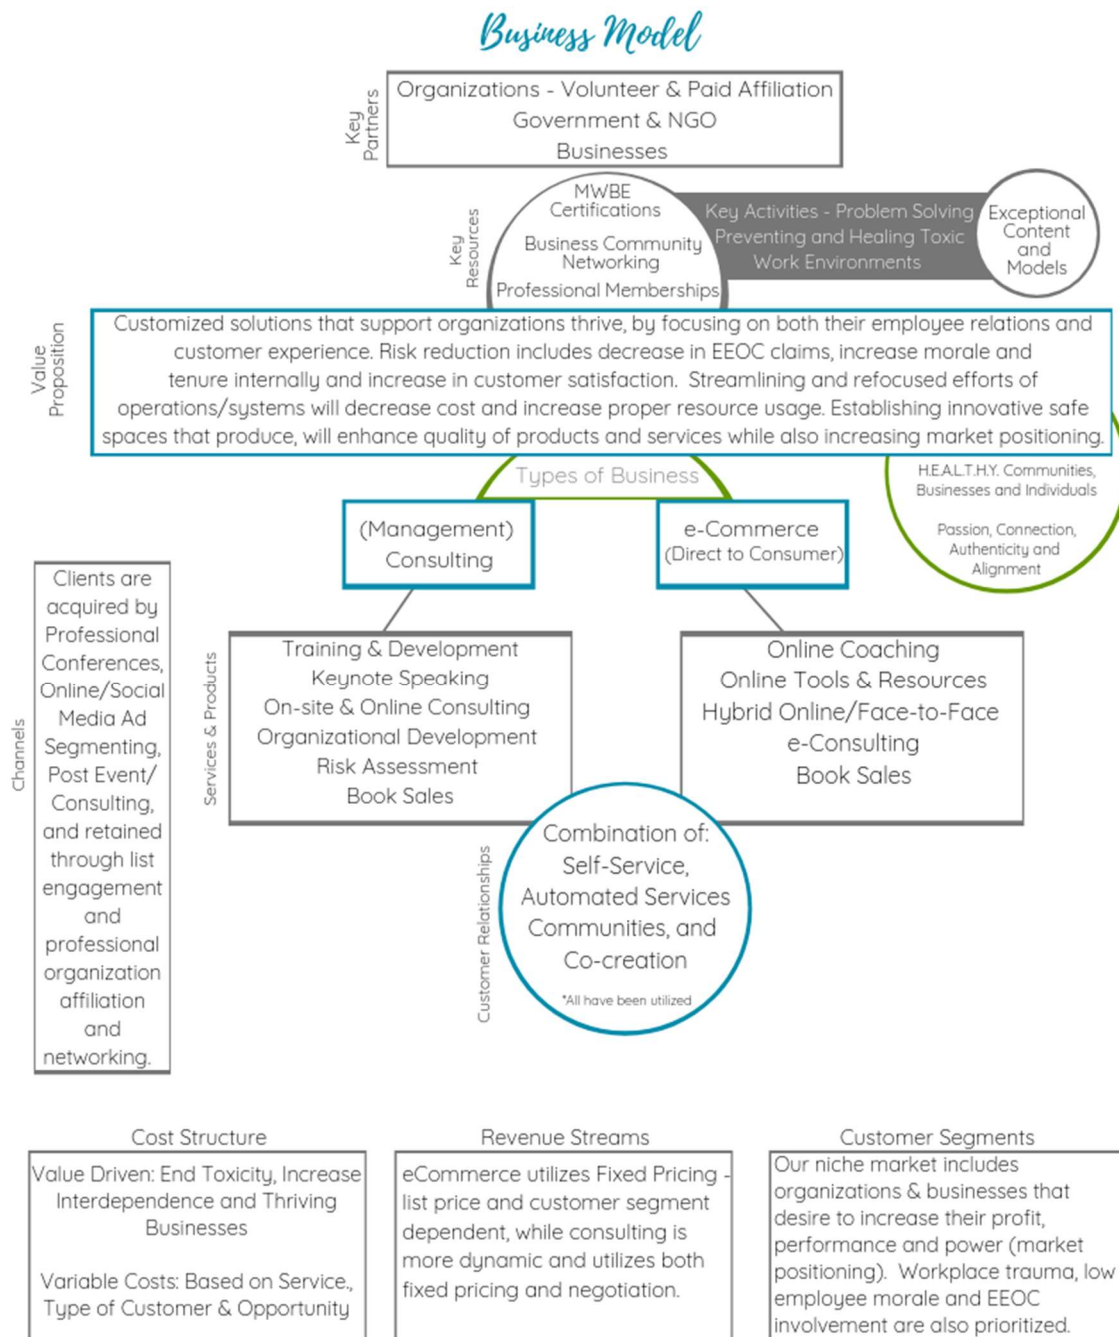 Business Model
Key
Partners
Organizations - Volunteer & Paid Affiliation
Government & NGO
Businesses
Key
Resources
MWBE
Certifications
Business Community
Networking
Professional Memberships
Key Activities - Problem Solving
Preventing and Healing Toxic
Work Environments
Exceptional
Content
and
Models
Value
Proposition
Customized solutions that support organizations thrive, by focusing on both their employee relations and
customer experience. Risk reduction includes decrease in EEOC claims, increase morale and
tenure internally and increase in customer satisfaction. Streamlining and refocused efforts of
operations/systems will decrease cost and increase proper resource usage. Establishing innovative safe
spaces that produce, will enhance quality of products and services while also increasing market positioning.
Types of Business
H.E.A.L.T.H.Y. Communities,
Businesses and Individuals
Passion, Connection,
Authenticity and
Alignment
(Management)
Consulting
e-Commerce
(Direct to Consumer)
Channels
Clients are
acquired by
Professional
Conferences,
Online/Social
Media Ad
Segmenting,
Post Event/
Consulting,
and retained
through list
engagement
and
professional
organization
affiliation
and
networking.
Services & Products
Training & Development
Keynote Speaking
On-site & Online Consulting
Organizational Development
Risk Assessment
Book Sales
Online Coaching
Online Tools & Resources
Hybrid Online/Face-to-Face
e-Consulting
Book Sales
Customer Relationships
Combination of:
Self-Service,
Automated Services
Communities, and
Co-creation
*All have been utilized
Cost Structure
Value Driven: End Toxicity, Increase
Interdependence and Thriving
Businesses
Variable Costs: Based on Service.,
Type of Customer & Opportunity
Revenue Streams
eCommerce utilizes Fixed Pricing -
list price and customer segment
dependent, while consulting is
more dynamic and utilizes both
fixed pricing and negotiation.
Customer Segments
Our niche market includes
organizations & businesses that
desire to increase their profit,
performance and power (market
positioning). Workplace trauma, low
employee morale and EEOC
involvement are also prioritized.